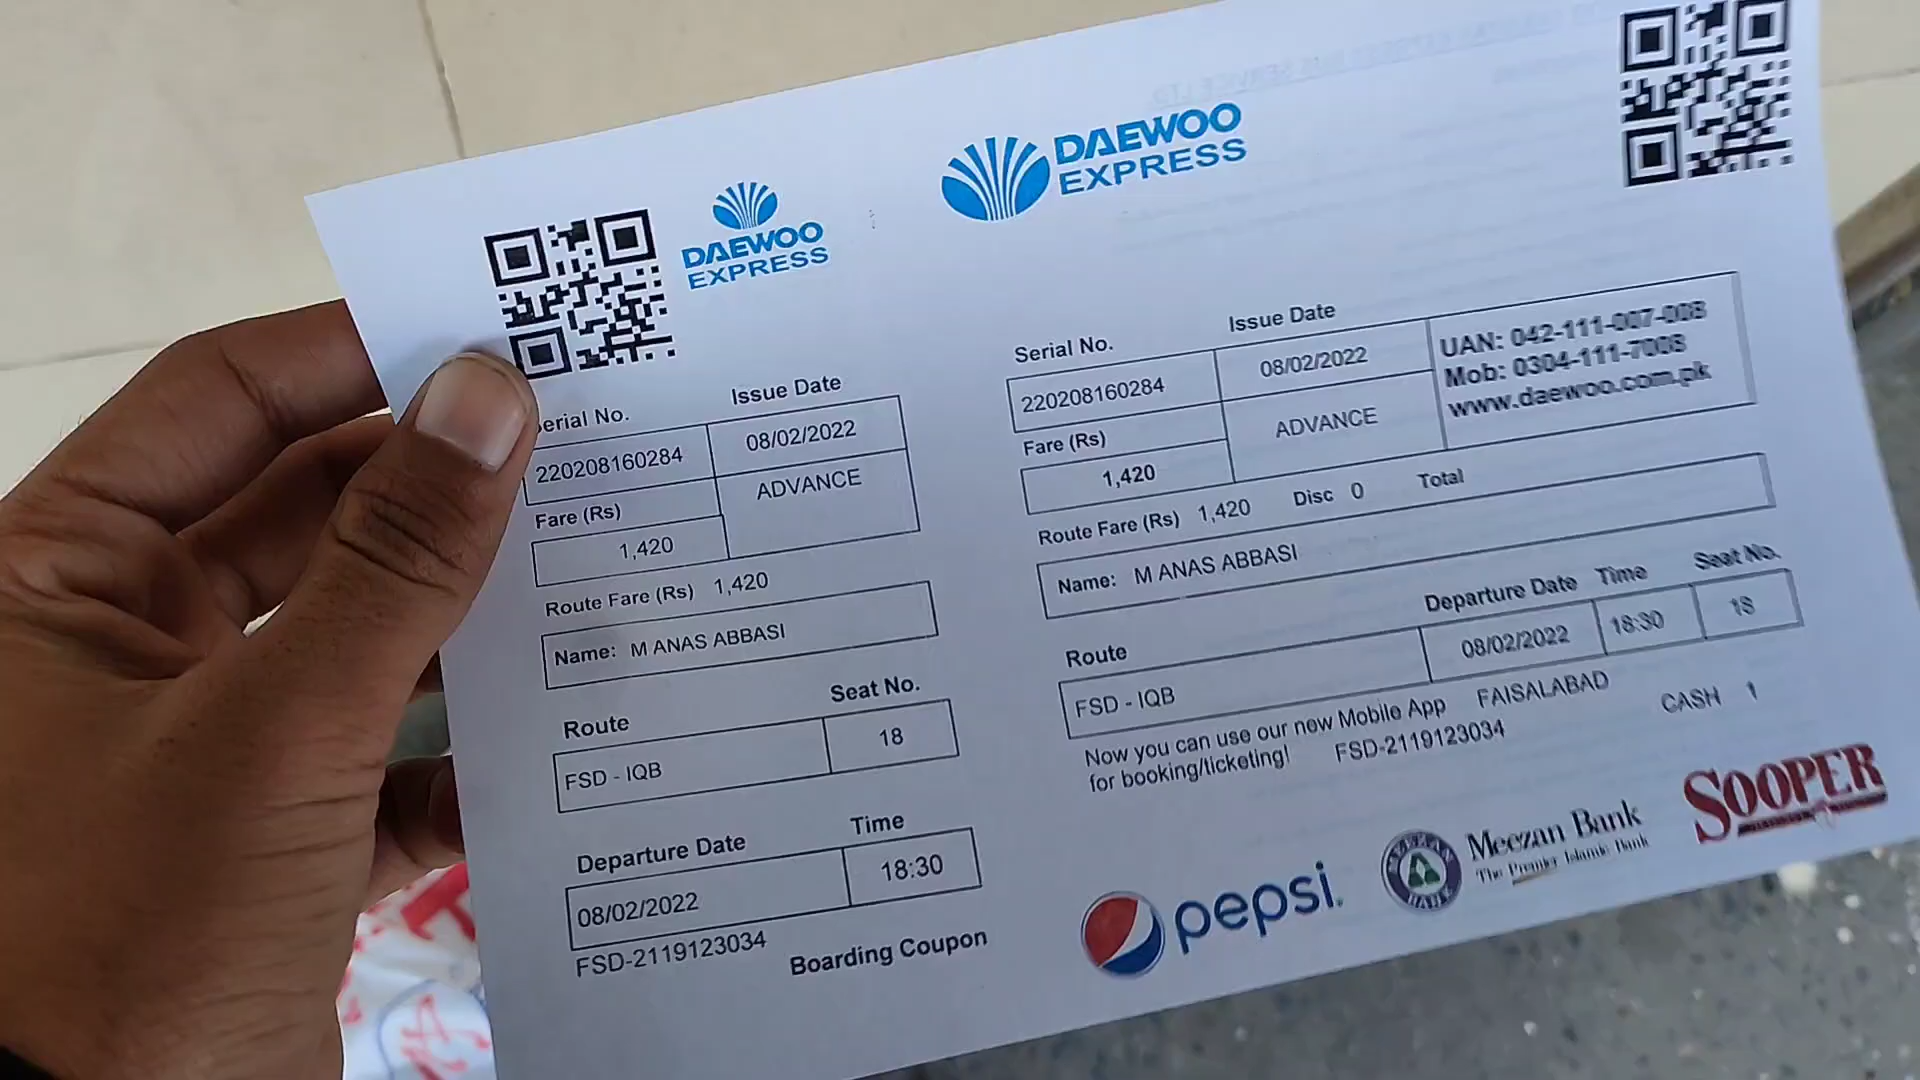 DAEWOO
EXPRESS
Serial No.
Issue Date
220208160284
08/02/2022
Fare (Rs)
ADVANCE
1,420
Route Fare (Rs) 1,420
Name: M ANAS ABBASI
Route
Seat No.
FSD - IQB
18
Departure Date
Time
08/02/2022
18:30
FSD-2119123034
Boarding Coupon
DAEWOO
EXPRESS
Serial No.
Issue Date
220208160284
08/02/2022
UAN: 042-111-007-008
Mob: 0304-111-7008
www.daewoo.com.pk
Fare (Rs)
ADVANCE
1,420
Route Fare (Rs) 1,420 Disc 0 Total
Name: M ANAS ABBASI
Route
Departure Date Time Seat No.
FSD - IQB
08/02/2022
18:30
18
Now you can use our new Mobile App FAISALABAD
for booking/ticketing! FSD-2119123034
CASH 1
pepsi.
MEEZAN BANK
Meezan Bank
The Premier Islamic Bank
SOOPER